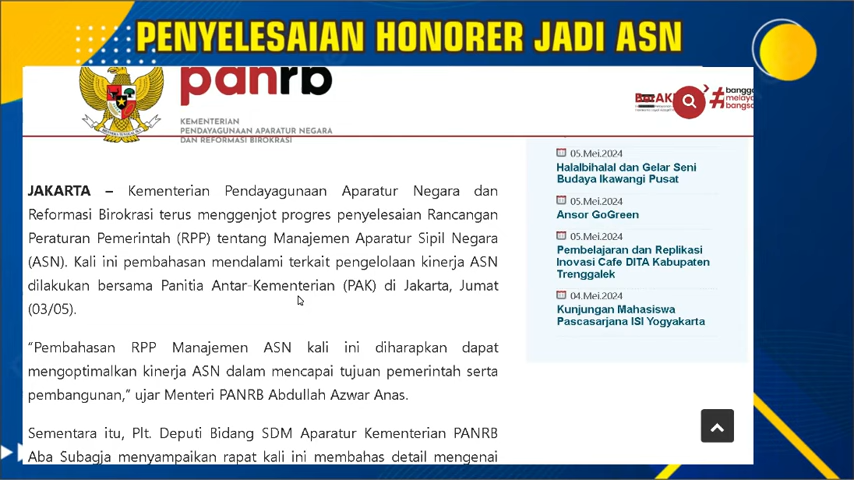 PENYELESAIAN HONORER JADI ASN
panrb
KEMENTERIAN
PENDAYAGUNAAN APARATUR NEGARA
DAN REFORMASI BIROKRASI
#bangga
melaya
bangsa
JAKARTA – Kementerian Pendayagunaan Aparatur Negara dan
Reformasi Birokrasi terus menggenjot progres penyelesaian Rancangan
Peraturan Pemerintah (RPP) tentang Manajemen Aparatur Sipil Negara
(ASN). Kali ini pembahasan mendalami terkait pengelolaan kinerja ASN
dilakukan bersama Panitia Antar-Kementerian (PAK) di Jakarta, Jumat
(03/05).
“Pembahasan RPP Manajemen ASN kali ini diharapkan dapat
mengoptimalkan kinerja ASN dalam mencapai tujuan pemerintah serta
pembangunan,” ujar Menteri PANRB Abdullah Azwar Anas.
Sementara itu, Plt. Deputi Bidang SDM Aparatur Kementerian PANRB
Aba Subagja menyampaikan rapat kali ini membahas detail mengenai
05.Mei.2024
Halalbihalal dan Gelar Seni
Budaya Ikawangi Pusat
05.Mei.2024
Ansor GoGreen
05.Mei.2024
Pembelajaran dan Replikasi
Inovasi Cafe DITA Kabupaten
Trenggalek
04.Mei.2024
Kunjungan Mahasiswa
Pascasarjana ISI Yogyakarta